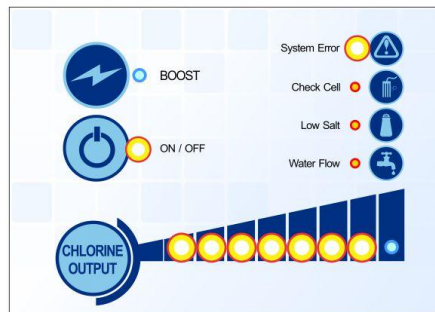 System Error
BOOST
Check Cell
Low Salt
ON / OFF
Water Flow
CHLORINE
OUTPUT